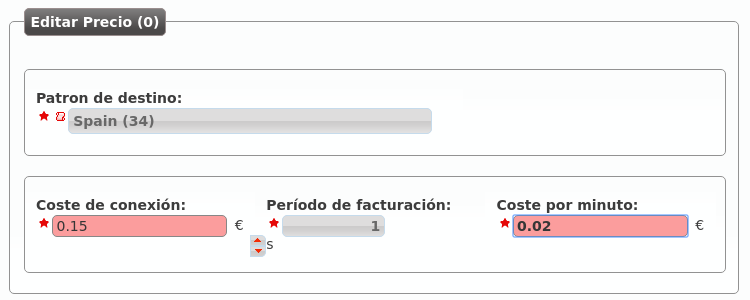 Editar Precio (0)
Patron de destino:
Spain (34)
Coste de conexión: Período de facturación: Coste por minuto:
0.15 € 1 s 0.02 €